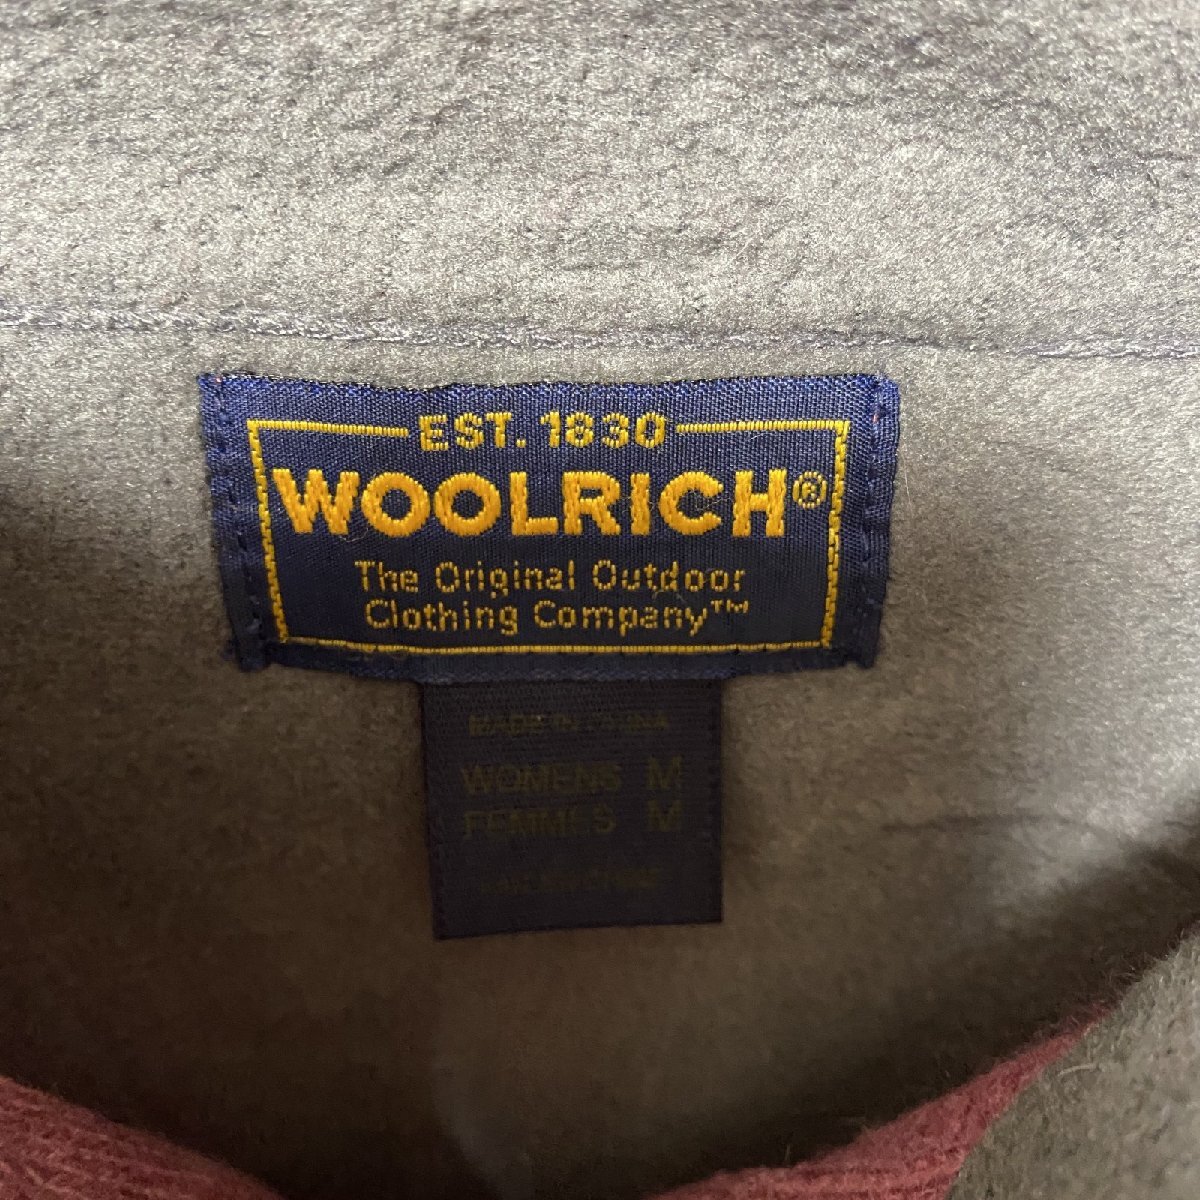 EST. 1830
WOOLRICH®
The Original Outdoor
Clothing Company™
MADE IN CHINA
WOMENS M
FEMMES M